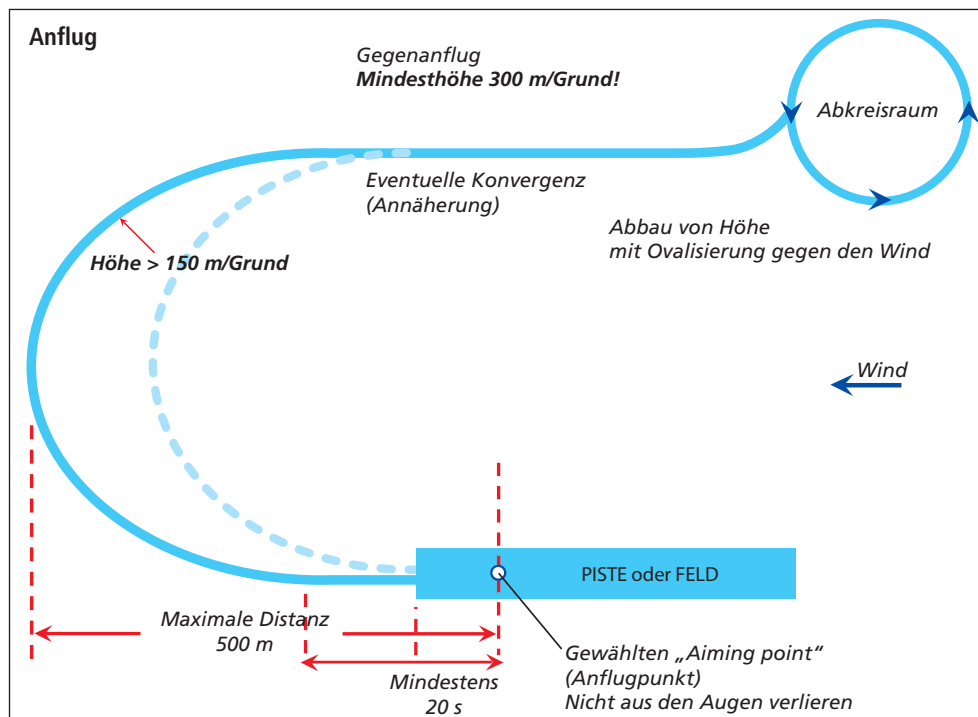 Anflug
Gegenanflug
Mindesthöhe 300 m/Grund!
Abkreisraum
Eventuelle Konvergenz
(Annäherung)
Abbau von Höhe
mit Ovalisierung gegen den Wind
Höhe > 150 m/Grund
Wind
PISTE oder FELD
Maximale Distanz
500 m
Mindestens
20 s
Gewählten „Aiming point“
(Anflugpunkt)
Nicht aus den Augen verlieren